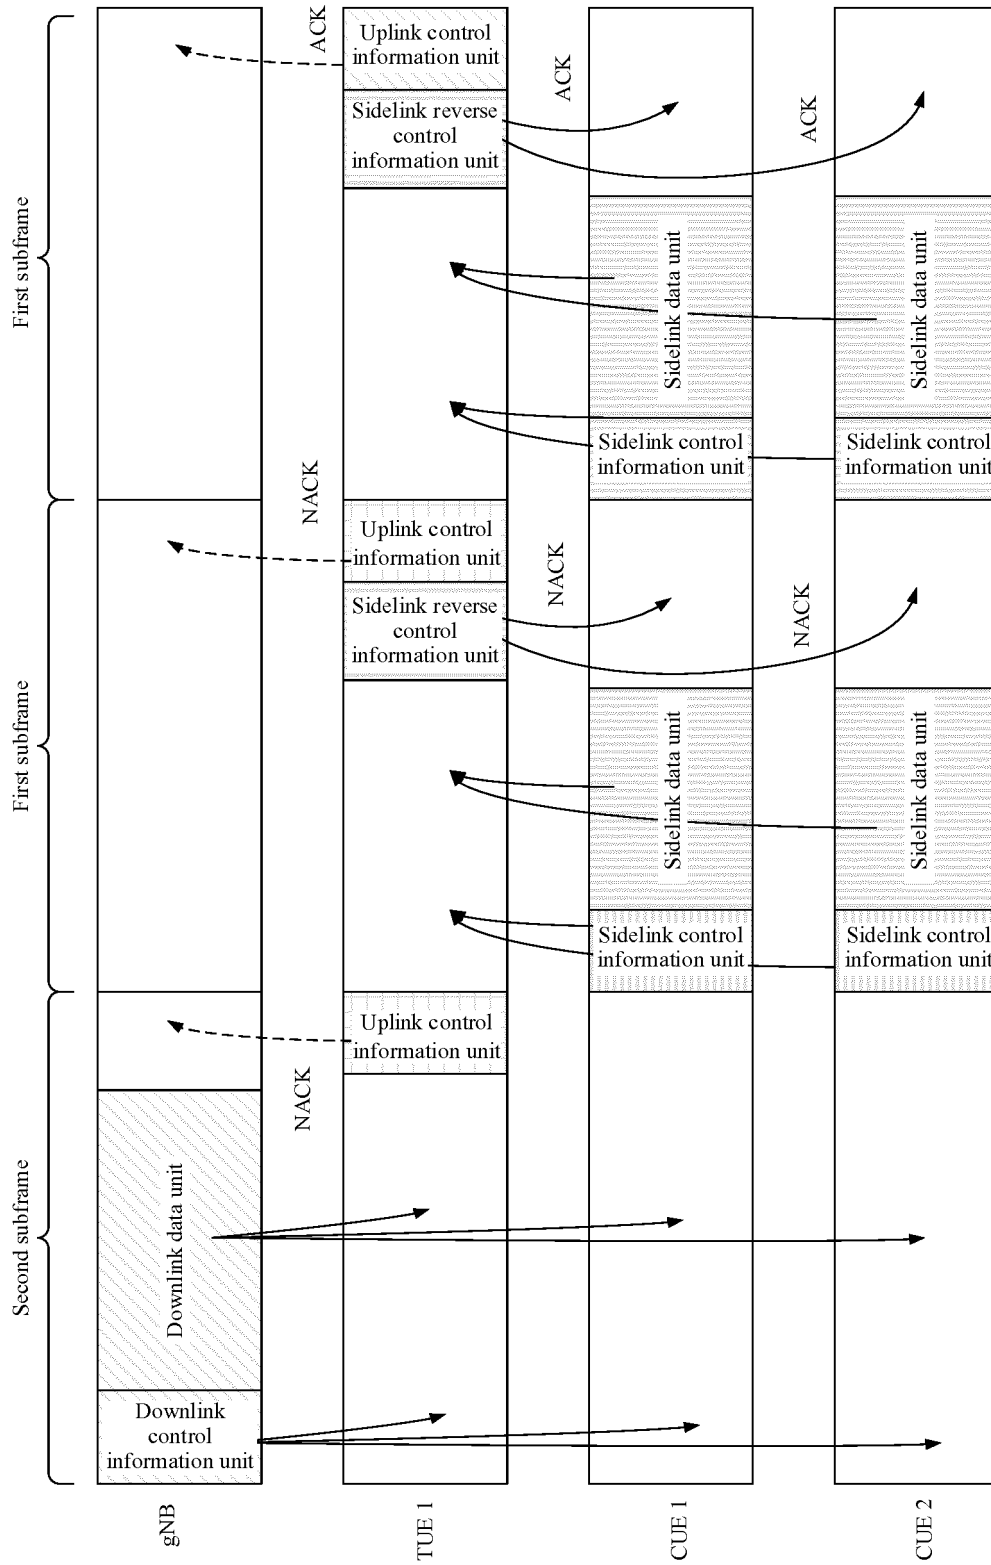 First subframe
First subframe
Second subframe
ACK
Uplink control
information unit
Sidelink reverse
control
information unit
ACK
ACK
Sidelink data unit
Sidelink data unit
Sidelink control
information unit
Sidelink control
information unit
NACK
Uplink control
information unit
Sidelink reverse
control
information unit
NACK
NACK
Sidelink data unit
Sidelink data unit
Sidelink control
information unit
Sidelink control
information unit
Uplink control
information unit
NACK
Downlink data unit
Downlink
control
information unit
gNB
TUE 1
CUE 1
CUE 2